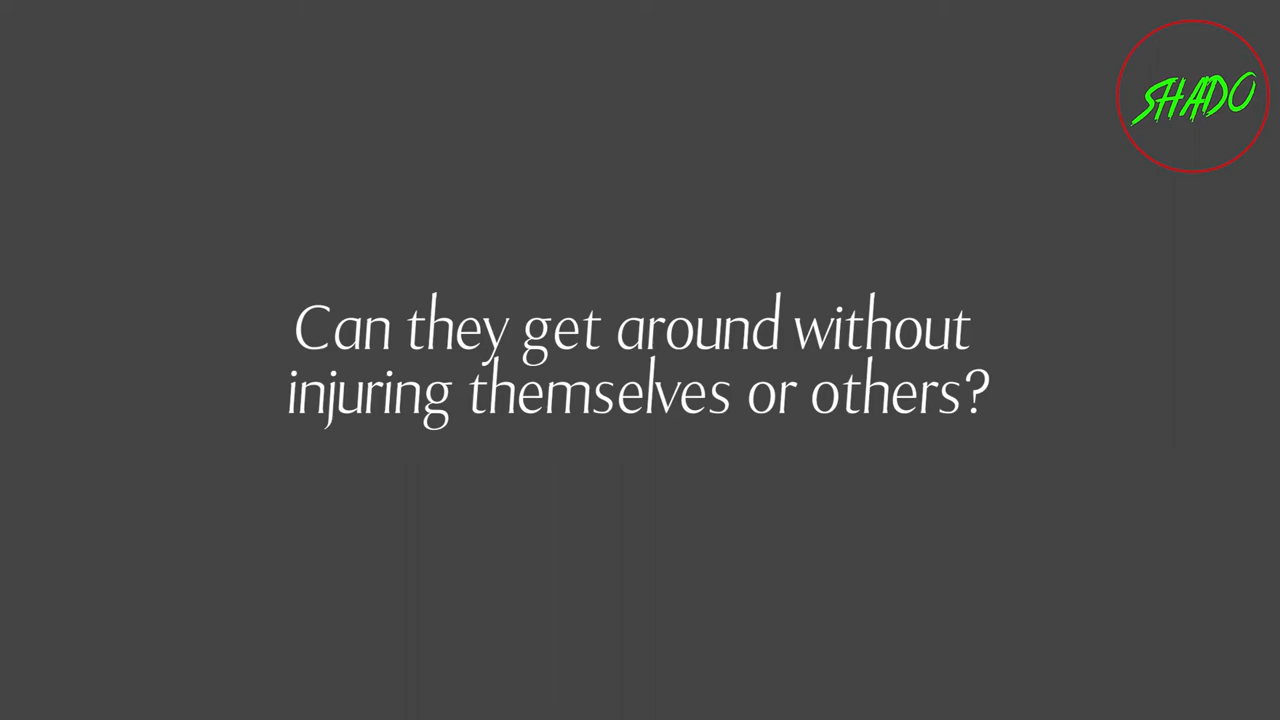 SHADO
Can they get around without
injuring themselves or others?